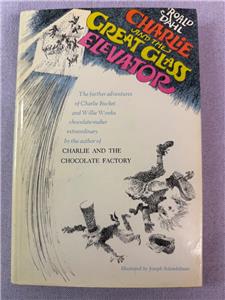 ROALD
DAHL
CHARLIE
AND THE
GREAT GLASS
ELEVATOR
The further adventures
of Charlie Bucket
and Willie Wonka
chocolate-maker
extraordinary
by the author of
CHARLIE AND THE
CHOCOLATE FACTORY
Illustrated by Joseph Schindelman